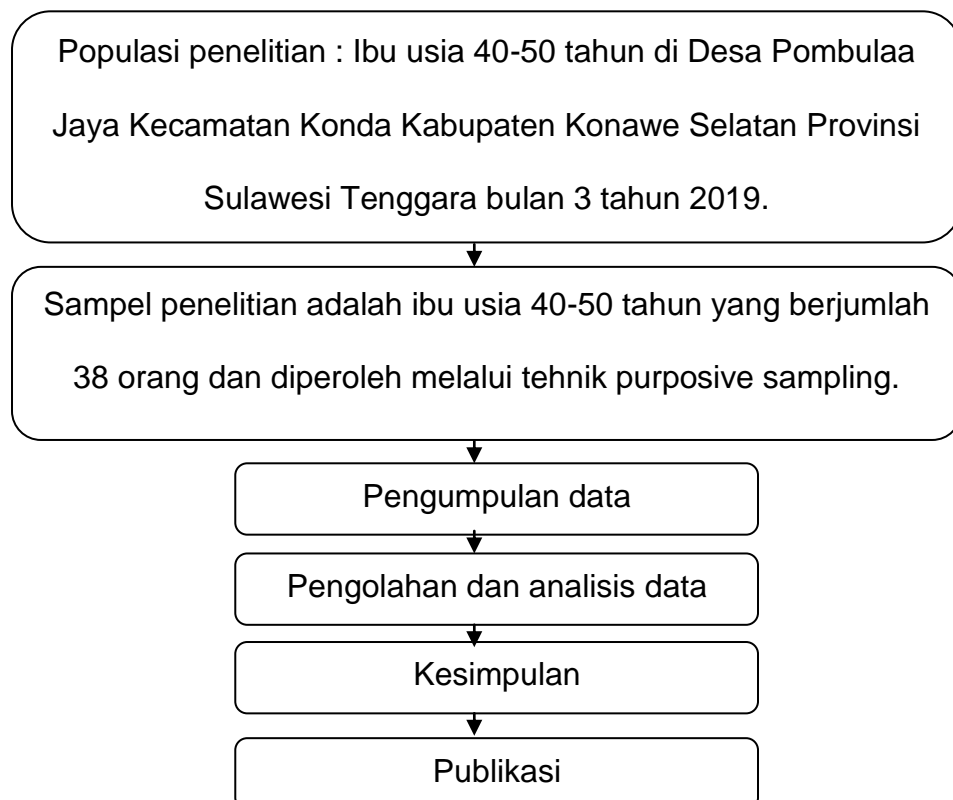 Populasi penelitian : Ibu usia 40-50 tahun di Desa Pombulaa
Jaya Kecamatan Konda Kabupaten Konawe Selatan Provinsi
Sulawesi Tenggara bulan 3 tahun 2019.
Sampel penelitian adalah ibu usia 40-50 tahun yang berjumlah
38 orang dan diperoleh melalui tehnik purposive sampling.
Pengumpulan data
Pengolahan dan analisis data
Kesimpulan
Publikasi